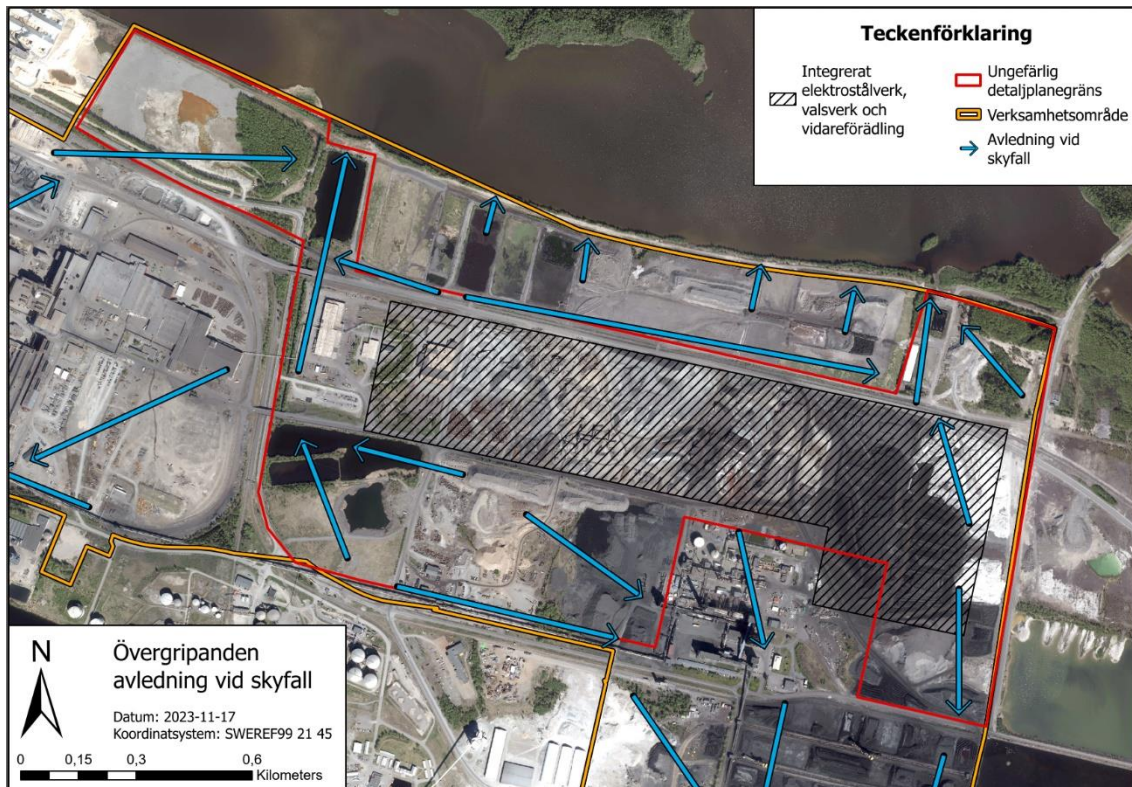 Teckenförklaring
Integrerat
elektrostålverk,
valsverk och
vidareförädling
Ungefärlig
detaljplanegräns
Verksamhetsområde
Avledning vid
skyfall
N
Övergripanden
avledning vid skyfall
Datum: 2023-11-17
Koordinatsystem: SWEREF99 21 45
0 0,15 0,3 0,6
Kilometers